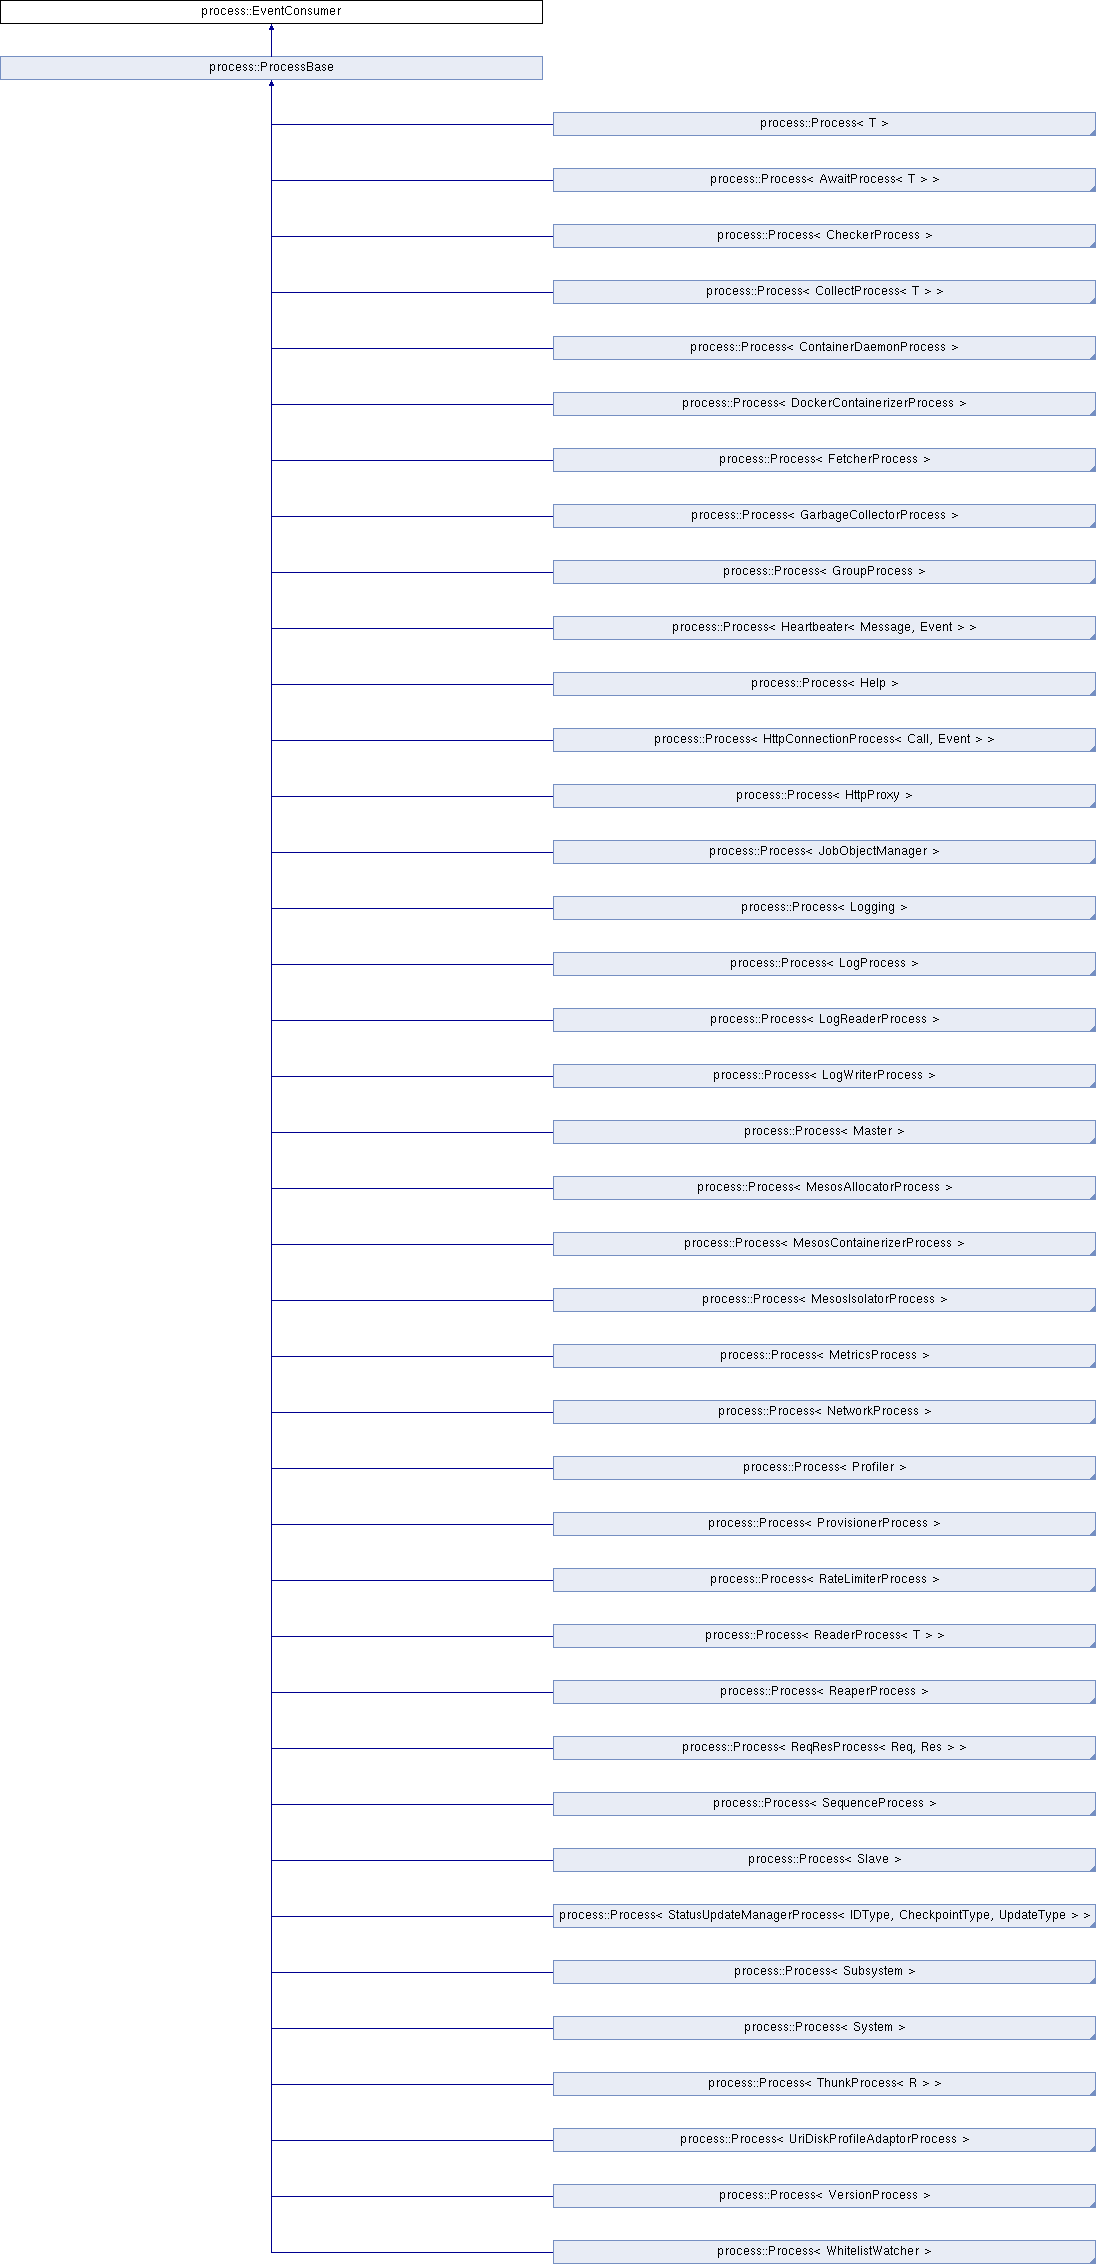 process::EventConsumer
process::ProcessBase
process::Process< T >
process::Process< AwaitProcess< T > >
process::Process< CheckerProcess >
process::Process< CollectProcess< T > >
process::Process< ContainerDaemonProcess >
process::Process< DockerContainerizerProcess >
process::Process< FetcherProcess >
process::Process< GarbageCollectorProcess >
process::Process< GroupProcess >
process::Process< Heartbeater< Message, Event > >
process::Process< Help >
process::Process< HttpConnectionProcess< Call, Event > >
process::Process< HttpProxy >
process::Process< JobObjectManager >
process::Process< Logging >
process::Process< LogProcess >
process::Process< LogReaderProcess >
process::Process< LogWriterProcess >
process::Process< Master >
process::Process< MesosAllocatorProcess >
process::Process< MesosContainerizerProcess >
process::Process< MesosIsolatorProcess >
process::Process< MetricsProcess >
process::Process< NetworkProcess >
process::Process< Profiler >
process::Process< ProvisionerProcess >
process::Process< RateLimiterProcess >
process::Process< ReaderProcess< T > >
process::Process< ReaperProcess >
process::Process< ReqResProcess< Req, Res > >
process::Process< SequenceProcess >
process::Process< Slave >
process::Process< StatusUpdateManagerProcess< IDType, CheckpointType, UpdateType > >
process::Process< Subsystem >
process::Process< System >
process::Process< ThunkProcess< R > >
process::Process< UriDiskProfileAdaptorProcess >
process::Process< VersionProcess >
process::Process< WhitelistWatcher >